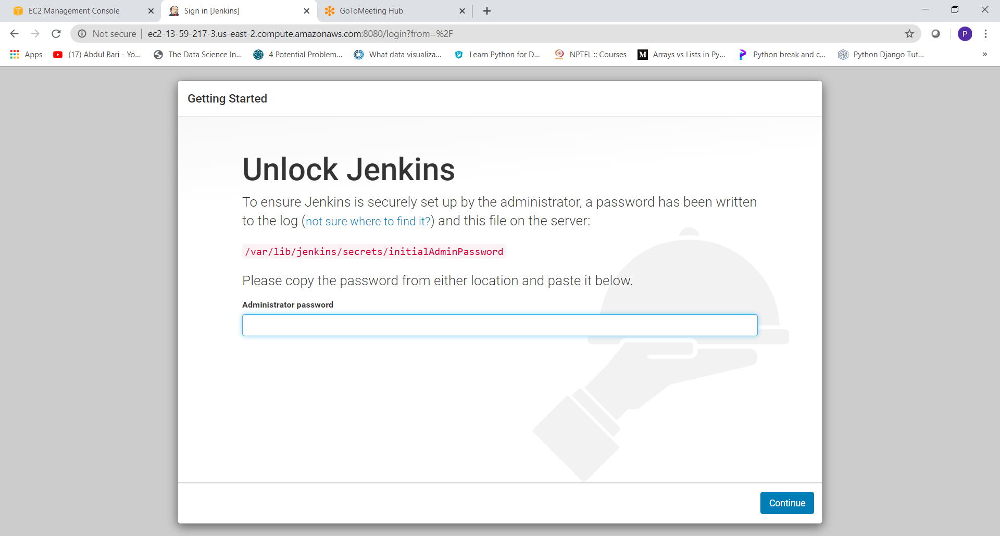 EC2 Management Console
Sign in [Jenkins]
GoToMeeting Hub
Not secure
ec2-13-59-217-3.us-east-2.compute.amazonaws.com:8080/login?from=%2F
P
Apps
(17) Abdul Bari - Yo...
The Data Science In...
4 Potential Problem...
What data visualiza...
Learn Python for D...
NPTEL :: Courses
M
Arrays vs Lists in Py...
Python break and c...
Python Django Tut...
»
Getting Started
Unlock Jenkins
To ensure Jenkins is securely set up by the administrator, a password has been written
to the log (not sure where to find it?) and this file on the server:
/var/lib/jenkins/secrets/initialAdminPassword
Please copy the password from either location and paste it below.
Administrator password
Continue